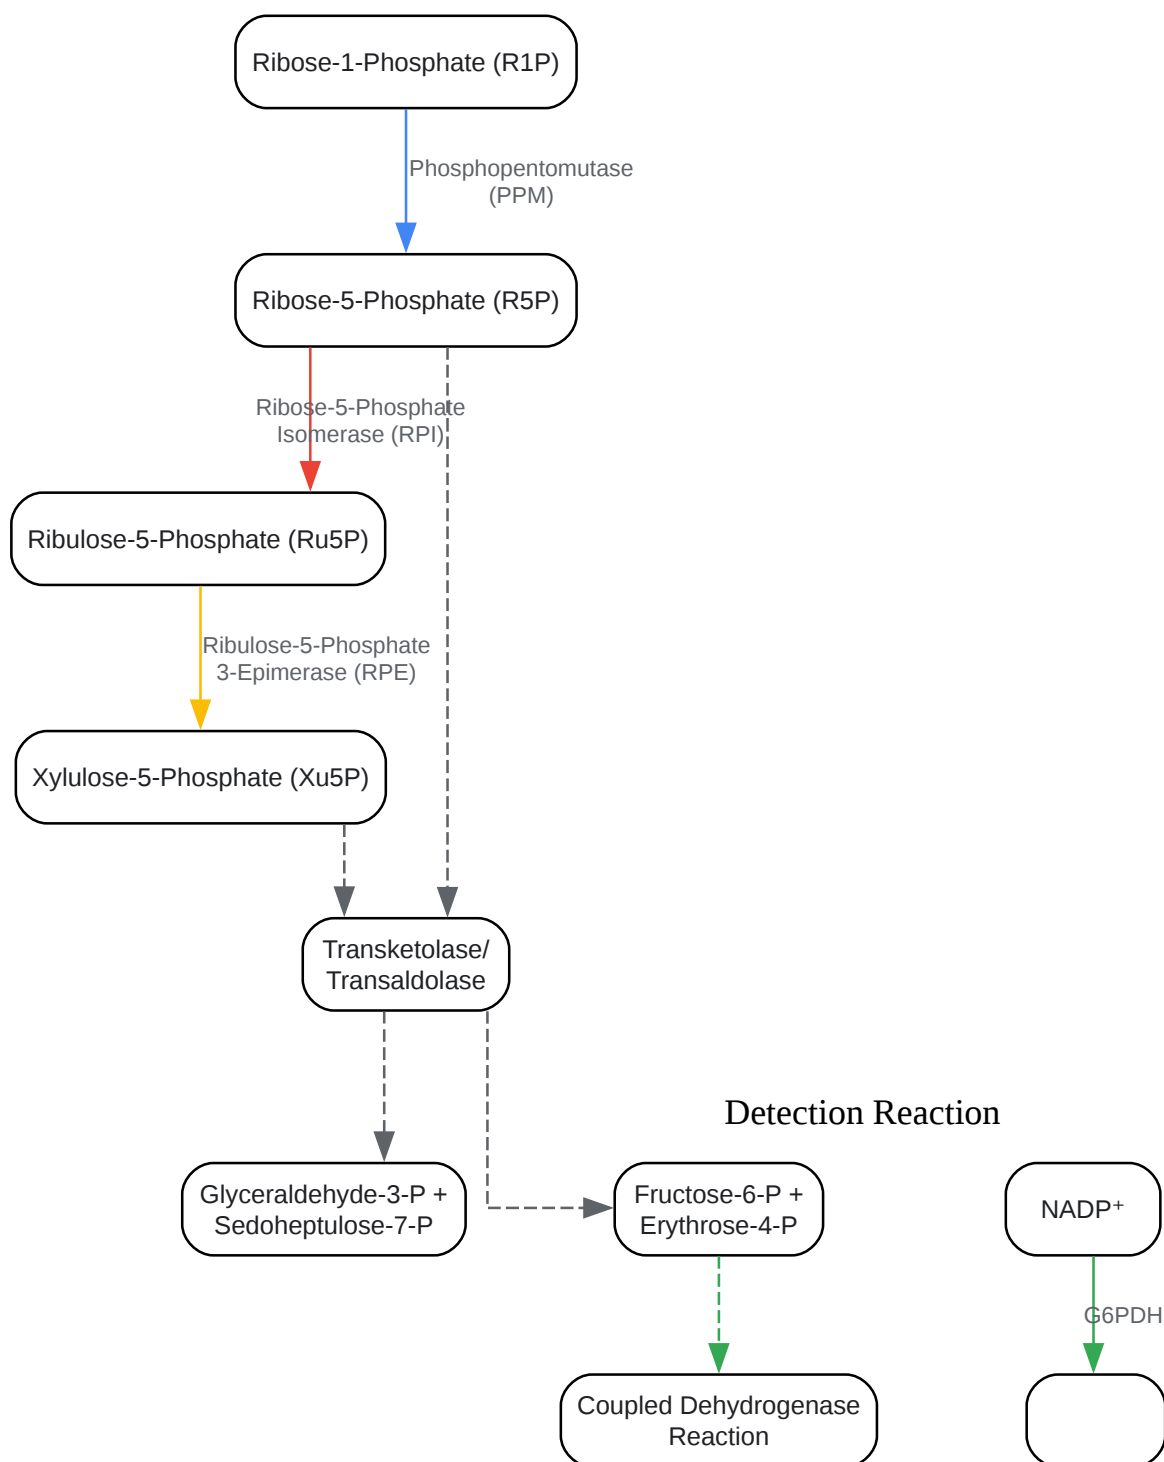 Ribose-1-Phosphate (R1P)
Phosphopentomutase
(PPM)
Ribose-5-Phosphate (R5P)
Ribose-5-Phosphate
Isomerase (RPI)
Ribulose-5-Phosphate (Ru5P)
Ribulose-5-Phosphate
3-Epimerase (RPE)
Xylulose-5-Phosphate (Xu5P)
Transketolase/
Transaldolase
Detection Reaction
Glyceraldehyde-3-P +
Sedoheptulose-7-P
Fructose-6-P +
Erythrose-4-P
NADP⁺
G6PDH
Coupled Dehydrogenase
Reaction